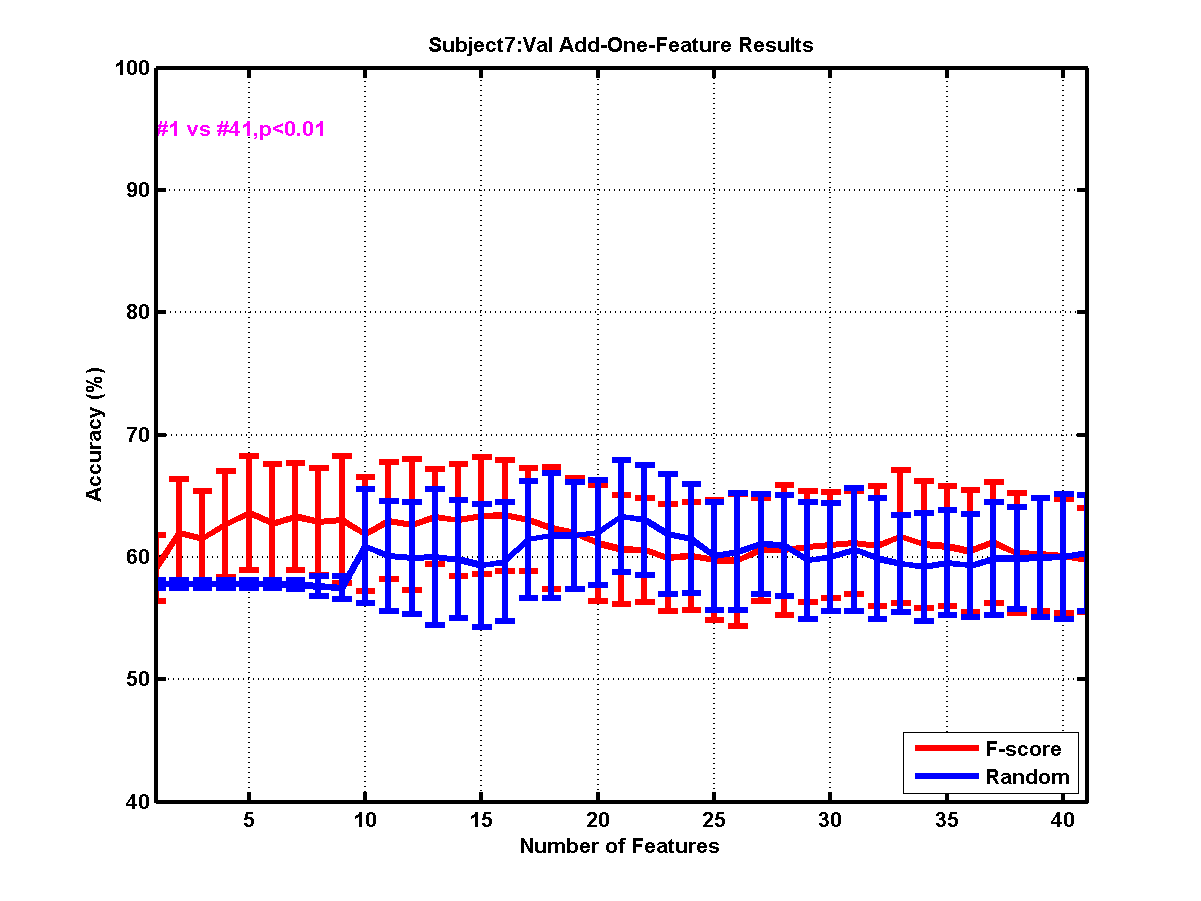 Subject7:Val Add-One-Feature Results
100
#1 vs #41,p<0.01
90
80
70
Accuracy (%)
60
50
F-score
Random
40
5 10 15 20 25 30 35 40
Number of Features